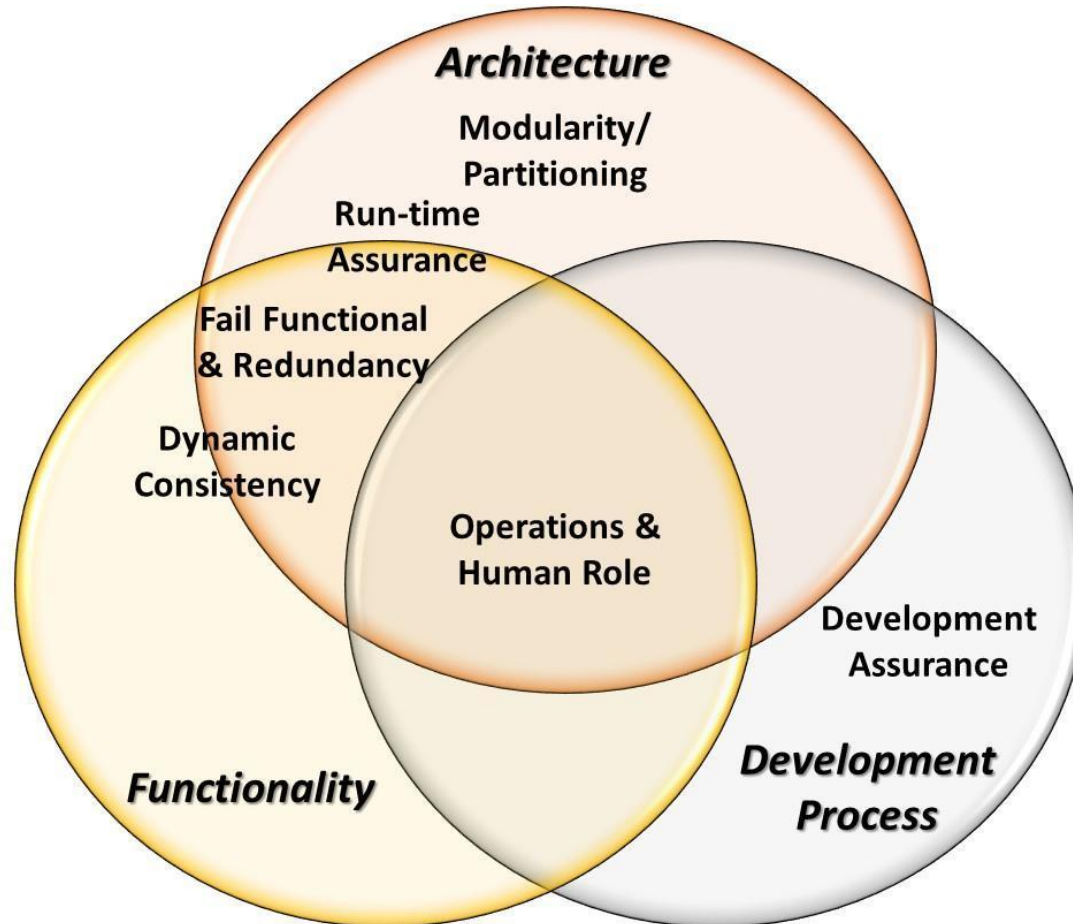 Architecture
Modularity/
Partitioning
Run-time
Assurance
Fail Functional
& Redundancy
Dynamic
Consistency
Operations &
Human Role
Development
Assurance
Functionality
Development
Process